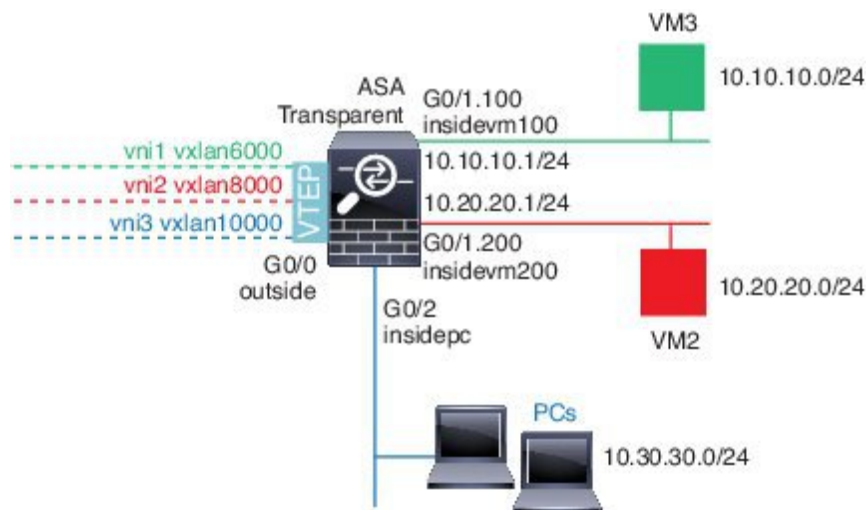 VM3
10.10.10.0/24
ASA
Transparent
G0/1.100
insidevm100
vni1 vxlan6000
10.10.10.1/24
vni2 vxlan8000
VTEP
10.20.20.1/24
vni3 vxlan10000
G0/1.200
insidevm200
G0/0
outside
10.20.20.0/24
G0/2
insidepc
VM2
PCs
10.30.30.0/24